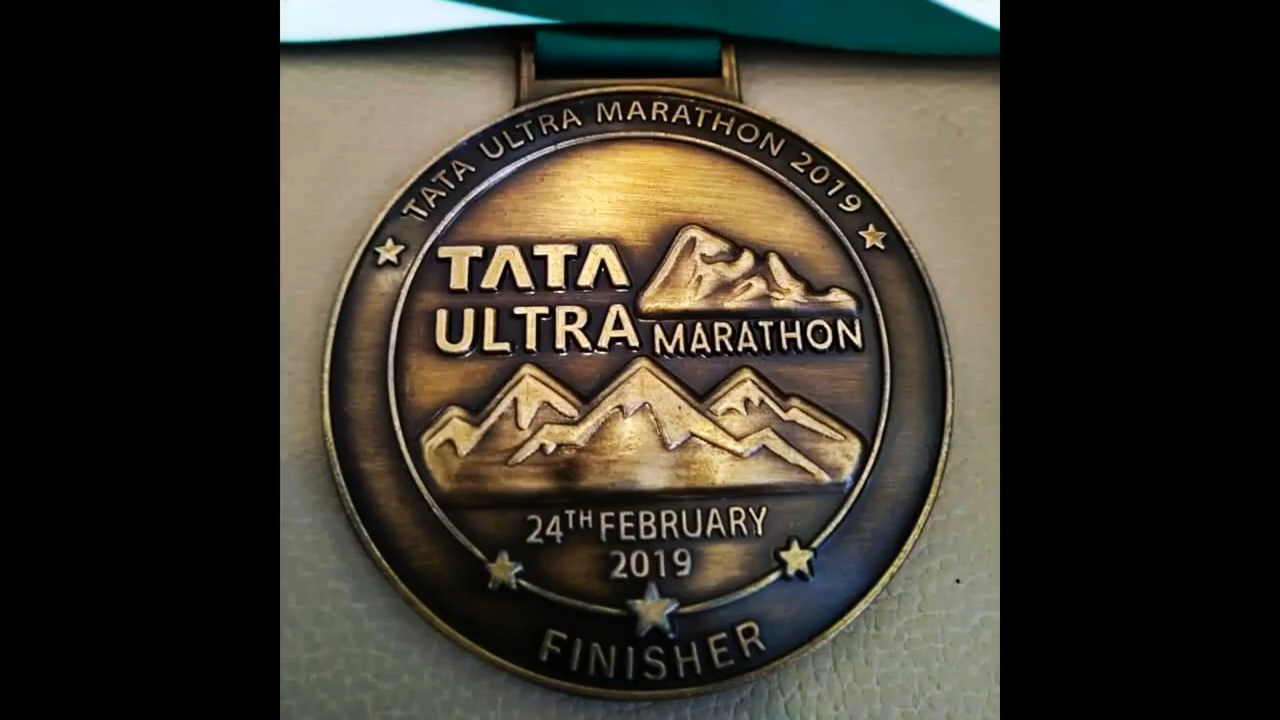 TATA ULTRA MARATHON 2019
TATA
ULTRA MARATHON
24TH FEBRUARY
2019
FINISHER